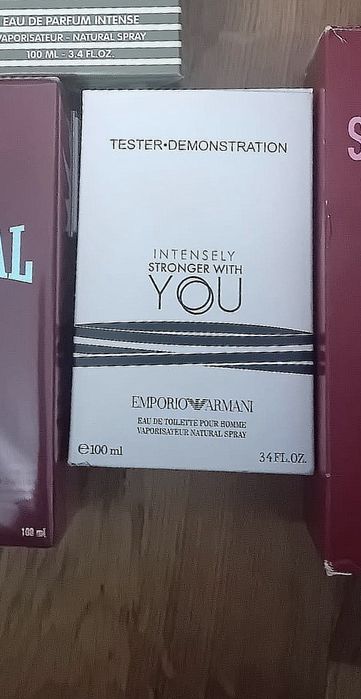 EAU DE PARFUM INTENSE
VAPORISATEUR - NATURAL SPRAY
100 ML - 3.4 FL.OZ.
TESTER•DEMONSTRATION
INTENSELY
STRONGER WITH
YOU
EMPORIO ARMANI
EAU DE TOILETTE POUR HOMME
VAPORISATEUR NATURAL SPRAY
℮100 ml
3.4 FL.OZ.
AL
100 ml
S